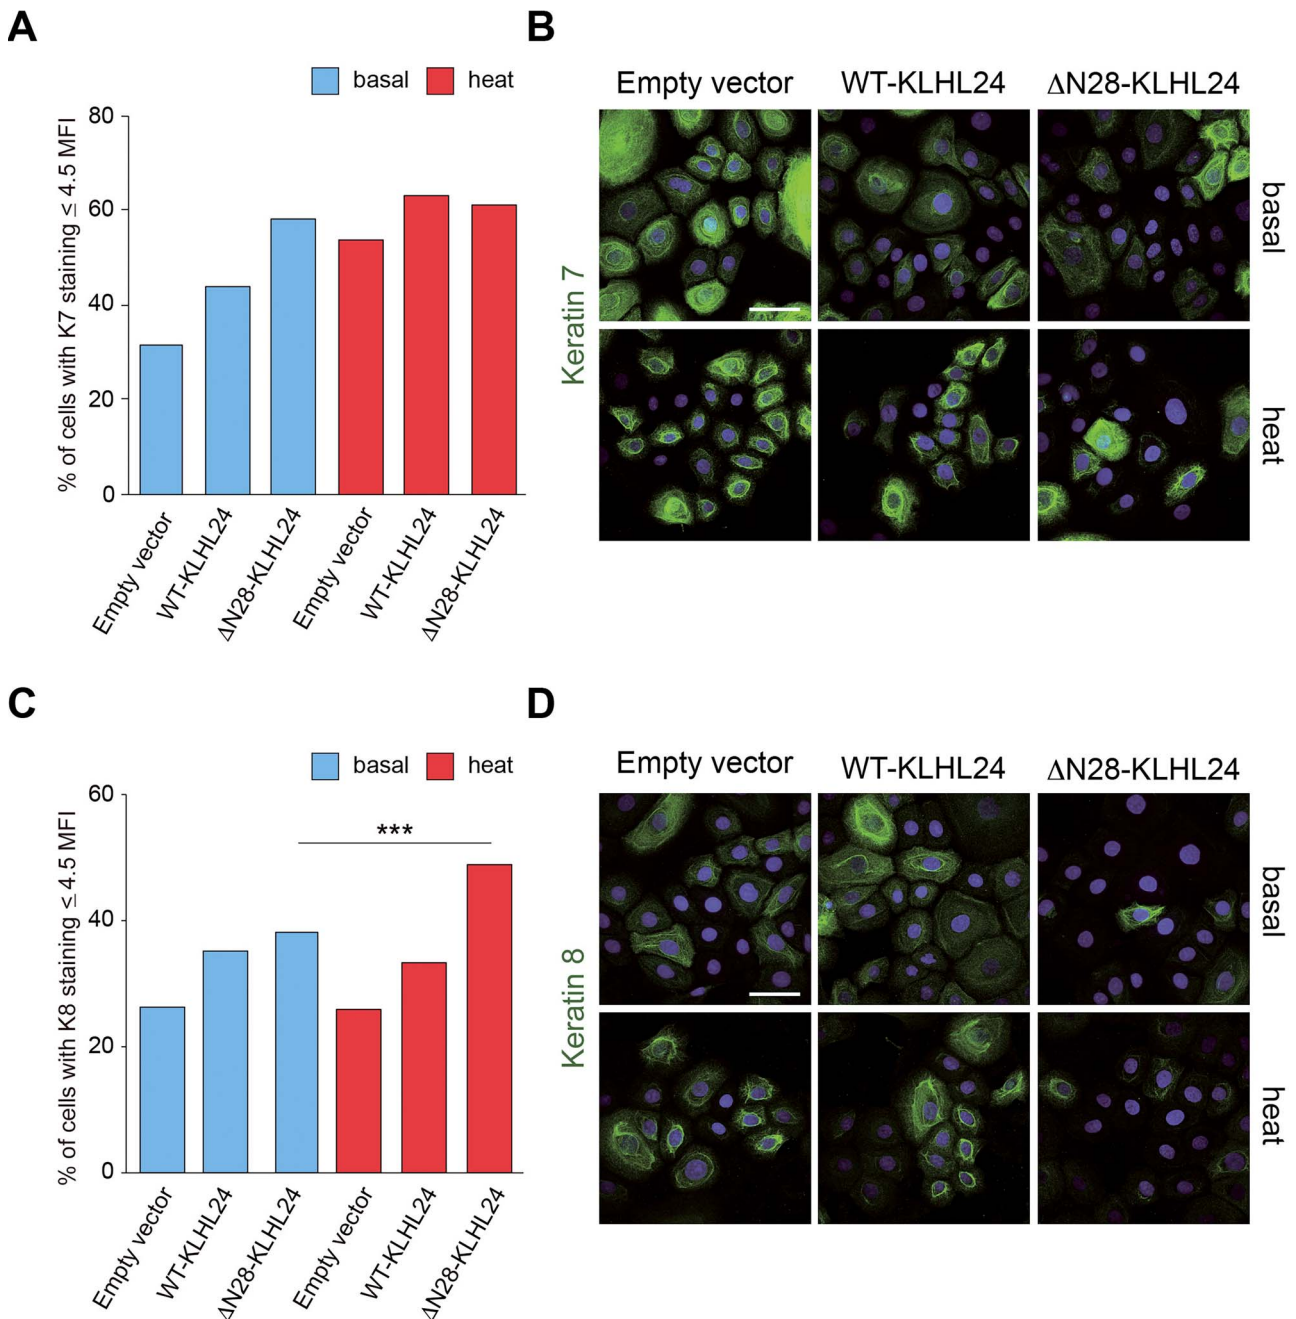 A
basal heat
% of cells with K7 staining ≤ 4.5 MFI
80
60
40
20
0
Empty vector
WT-KLHL24
ΔN28-KLHL24
Empty vector
WT-KLHL24
ΔN28-KLHL24
B
Empty vector WT-KLHL24 ΔN28-KLHL24
Keratin 7
basal
heat
C
basal heat
% of cells with K8 staining ≤ 4.5 MFI
60
40
20
0
***
Empty vector
WT-KLHL24
ΔN28-KLHL24
Empty vector
WT-KLHL24
ΔN28-KLHL24
D
Empty vector WT-KLHL24 ΔN28-KLHL24
Keratin 8
basal
heat